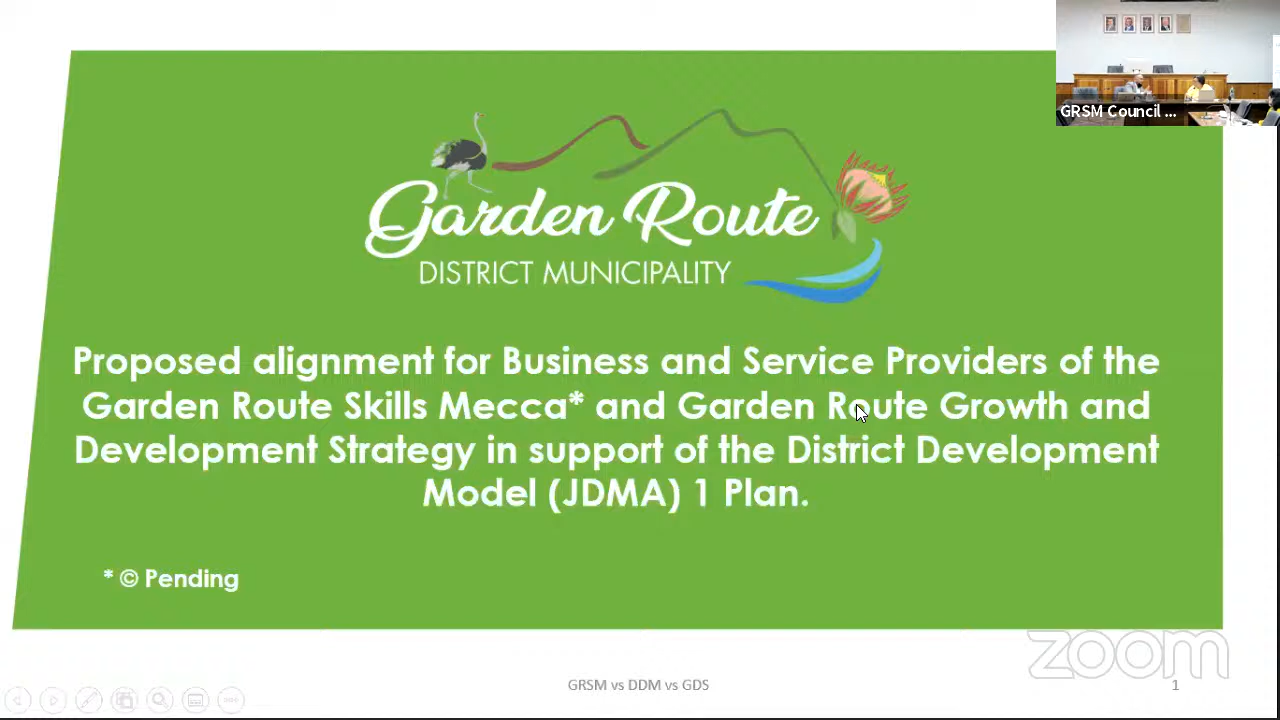 GRSM Council ...
Garden Route
DISTRICT MUNICIPALITY
Proposed alignment for Business and Service Providers of the
Garden Route Skills Mecca* and Garden Route Growth and
Development Strategy in support of the District Development
Model (JDMA) 1 Plan.
* © Pending
zoom
GRSM vs DDM vs GDS
1